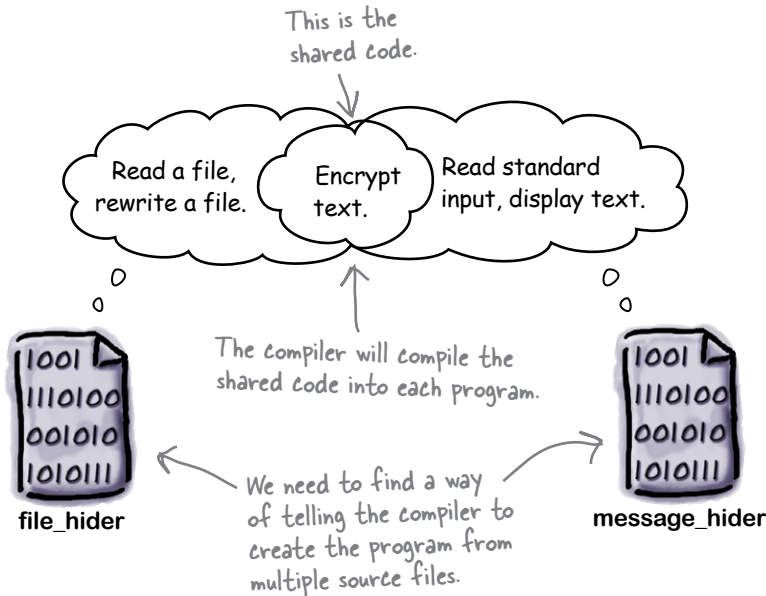 This is the
shared code.
Read a file,
rewrite a file.
Encrypt
text.
Read standard
input, display text.
The compiler will compile the
shared code into each program.
1001
1110100
001010
1010111
file_hider
1001
1110100
001010
1010111
message_hider
We need to find a way
of telling the compiler to
create the program from
multiple source files.